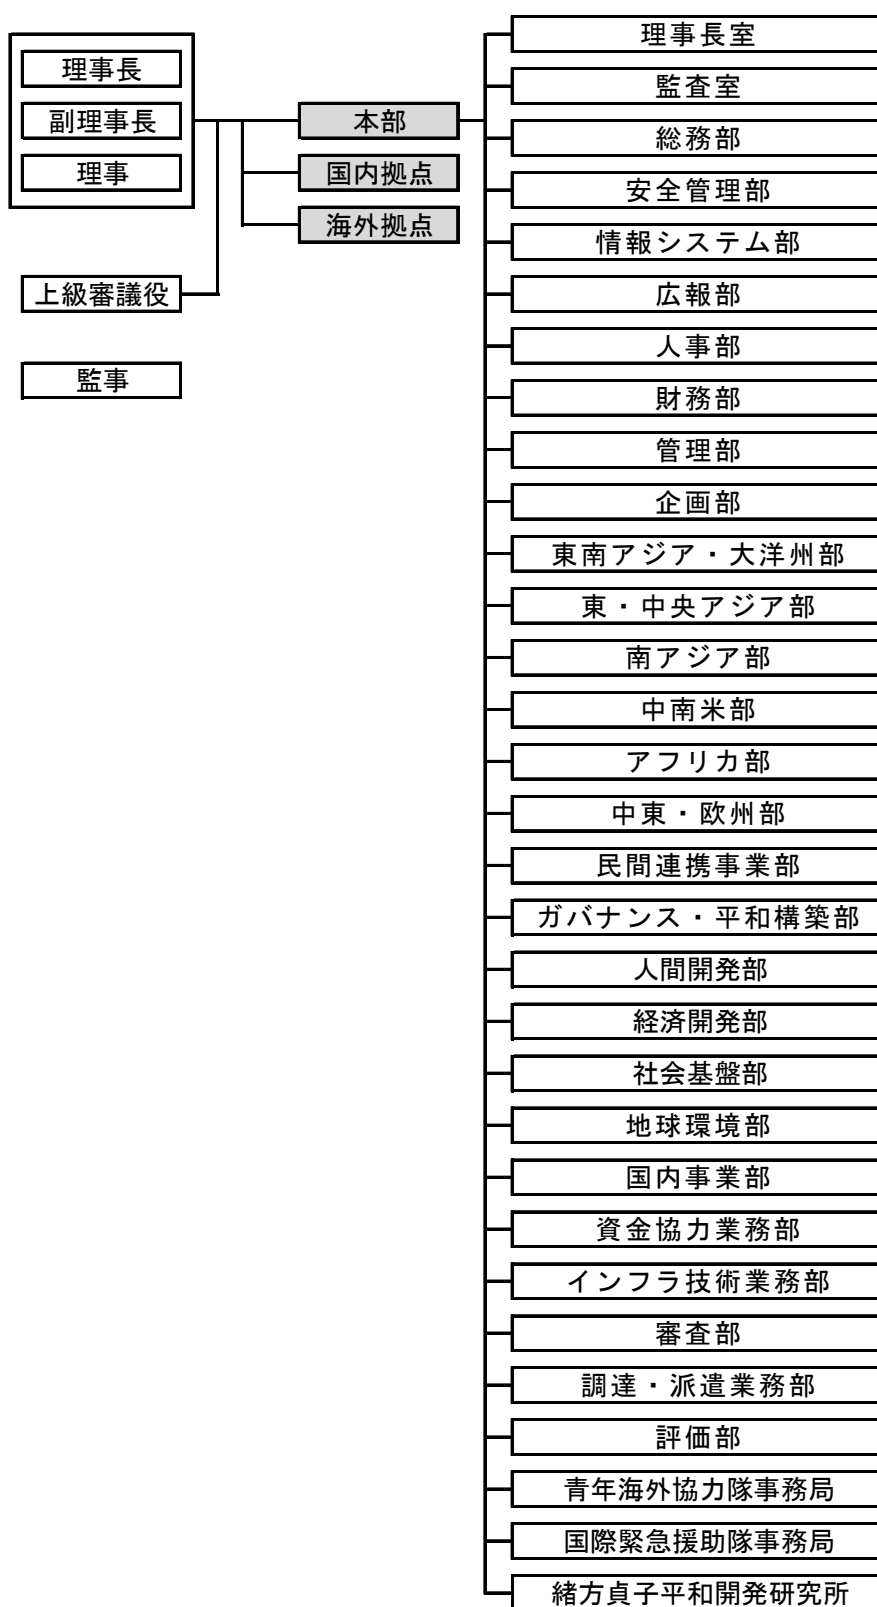 理事長
副理事長
理事
上級審議役
監事
本部
国内拠点
海外拠点
理事長室
監査室
総務部
安全管理部
情報システム部
広報部
人事部
財務部
管理部
企画部
東南アジア・大洋州部
東・中央アジア部
南アジア部
中南米部
アフリカ部
中東・欧州部
民間連携事業部
ガバナンス・平和構築部
人間開発部
経済開発部
社会基盤部
地球環境部
国内事業部
資金協力業務部
インフラ技術業務部
審査部
調達・派遣業務部
評価部
青年海外協力隊事務局
国際緊急援助隊事務局
緒方貞子平和開発研究所